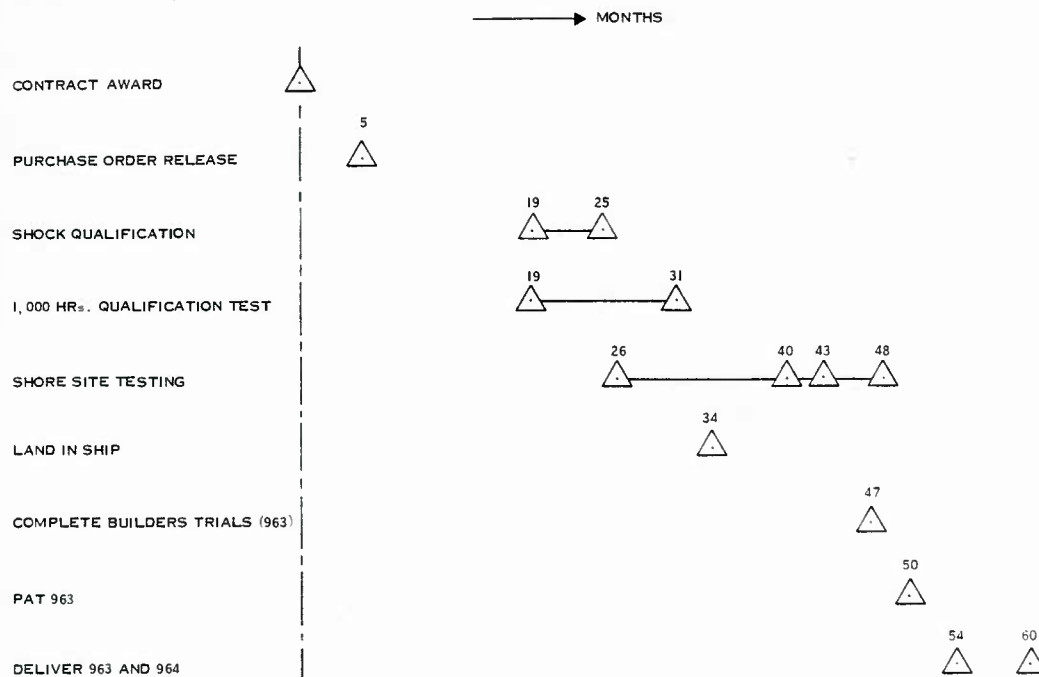 MONTHS
CONTRACT AWARD
5
PURCHASE ORDER RELEASE
19 25
SHOCK QUALIFICATION
19 31
1,000 HRs. QUALIFICATION TEST
26 40 43 48
SHORE SITE TESTING
34
LAND IN SHIP
47
COMPLETE BUILDERS TRIALS (963)
50
PAT 963
54 60
DELIVER 963 AND 964